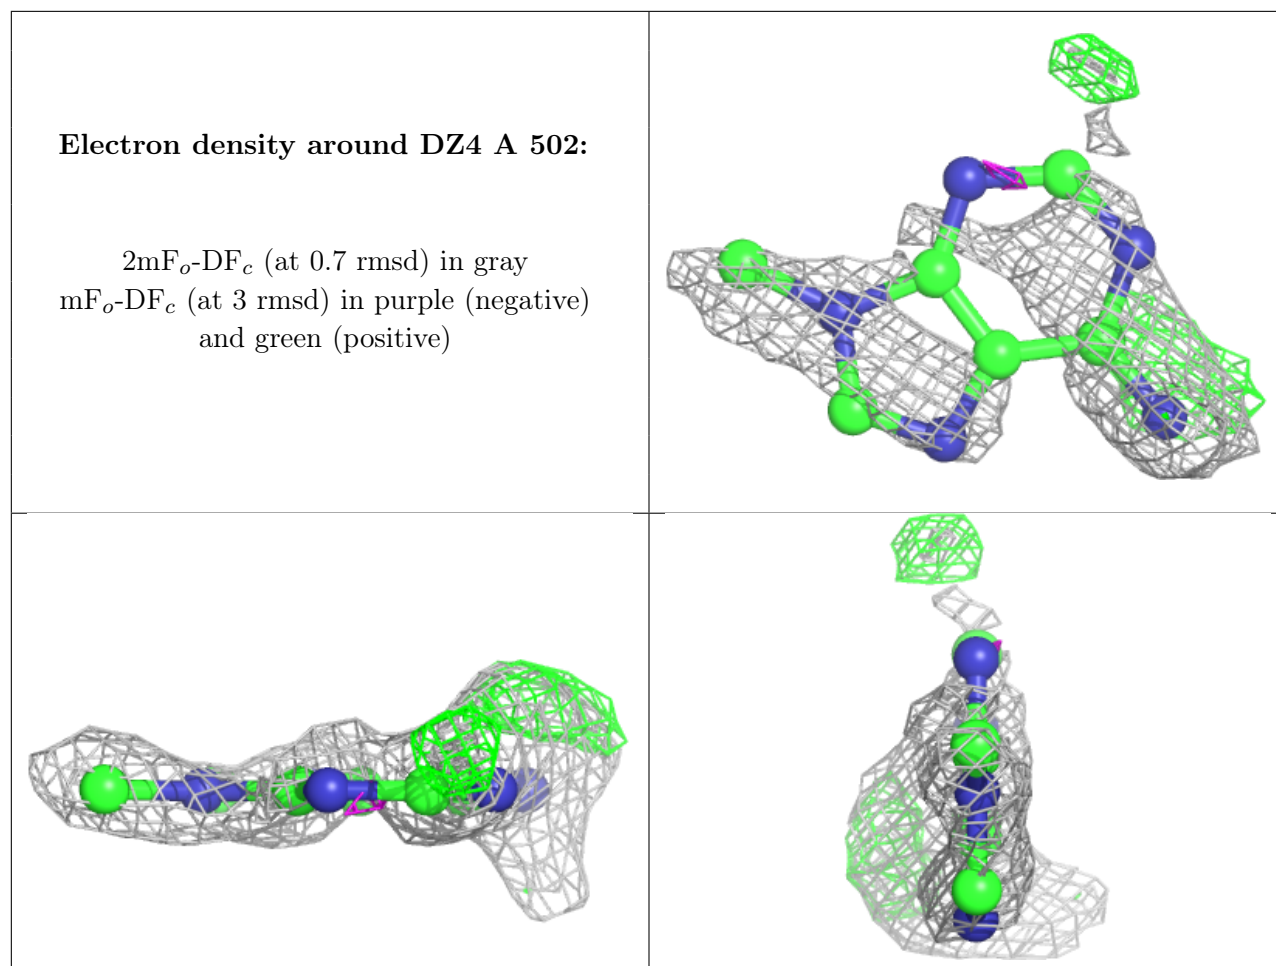 Electron density around DZ4 A 502:
2mFo-DFc (at 0.7 rmsd) in gray
mFo-DFc (at 3 rmsd) in purple (negative)
and green (positive)